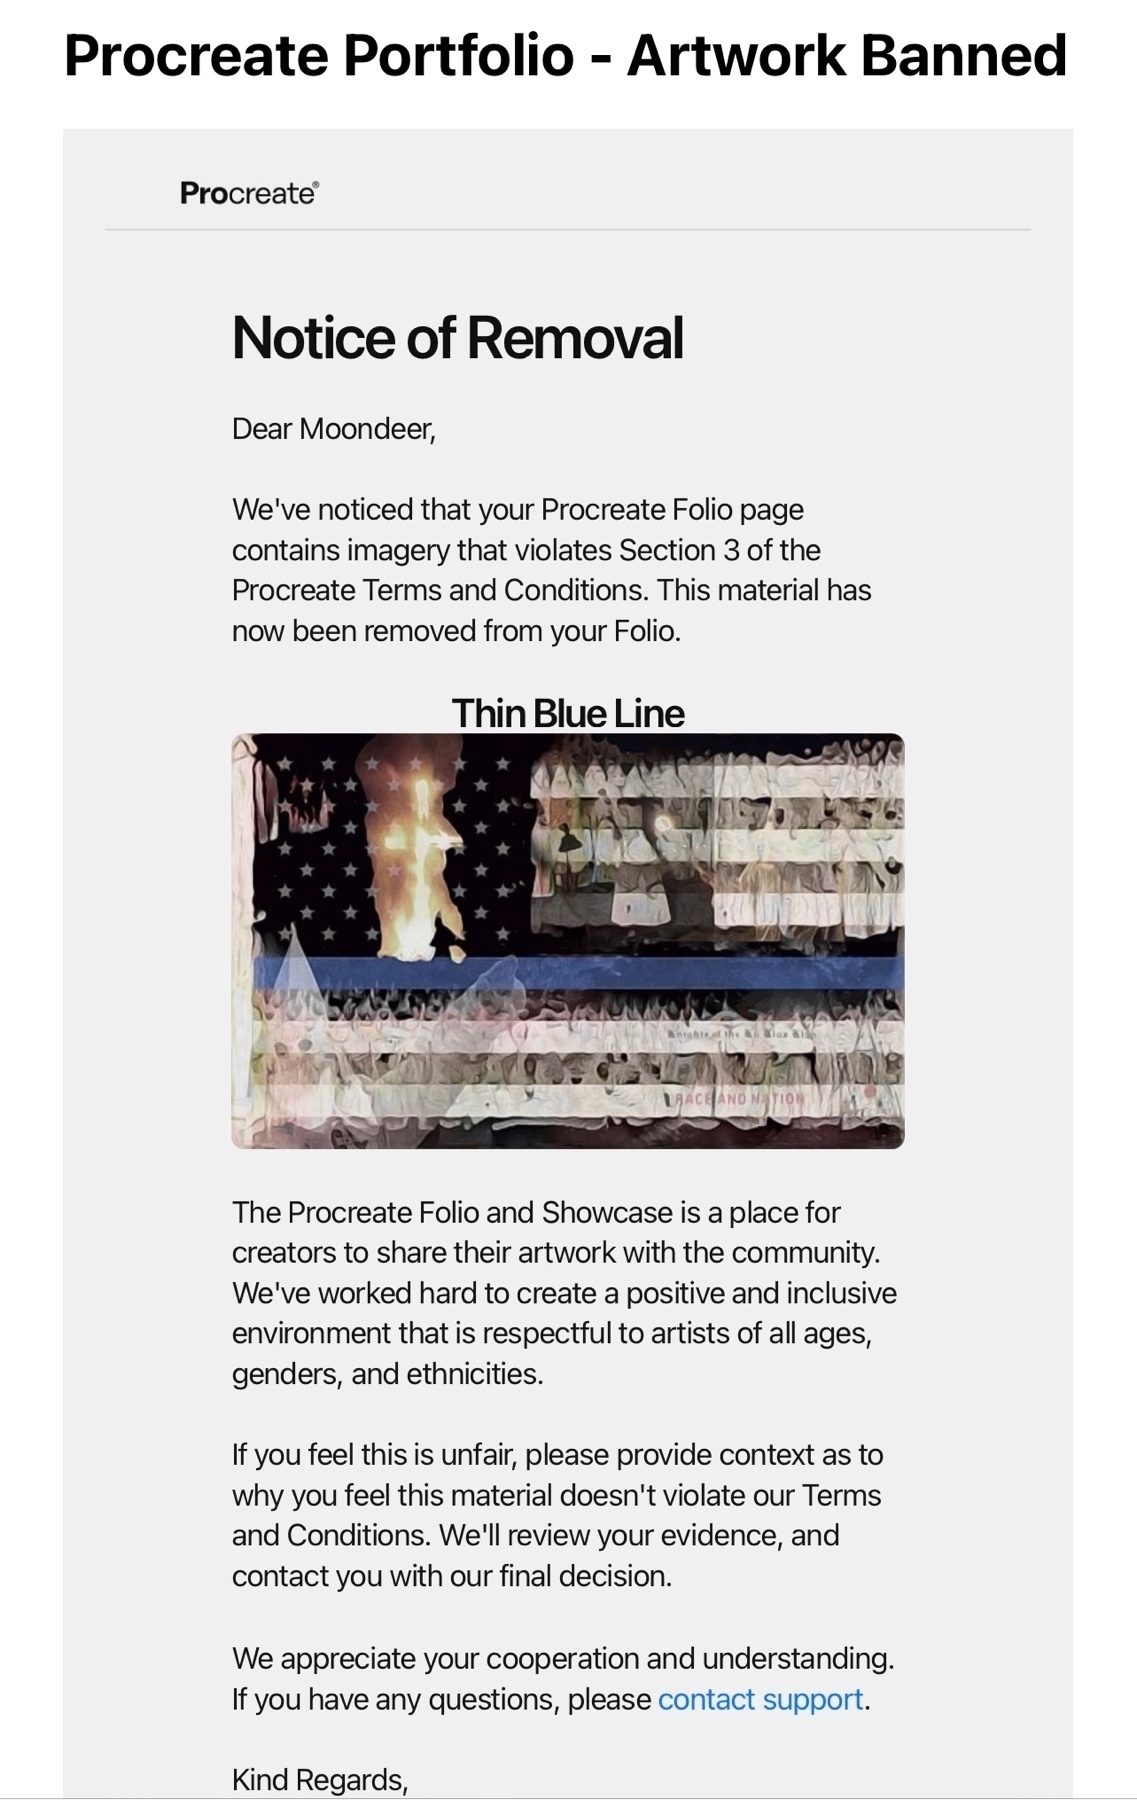 Procreate Portfolio - Artwork Banned
Procreate®
Notice of Removal
Dear Moondeer,
We've noticed that your Procreate Folio page
contains imagery that violates Section 3 of the
Procreate Terms and Conditions. This material has
now been removed from your Folio.
Thin Blue Line
Knights of the Ku Klux Klan
RACE AND NATION
The Procreate Folio and Showcase is a place for
creators to share their artwork with the community.
We've worked hard to create a positive and inclusive
environment that is respectful to artists of all ages,
genders, and ethnicities.
If you feel this is unfair, please provide context as to
why you feel this material doesn't violate our Terms
and Conditions. We'll review your evidence, and
contact you with our final decision.
We appreciate your cooperation and understanding.
If you have any questions, please contact support.
Kind Regards,